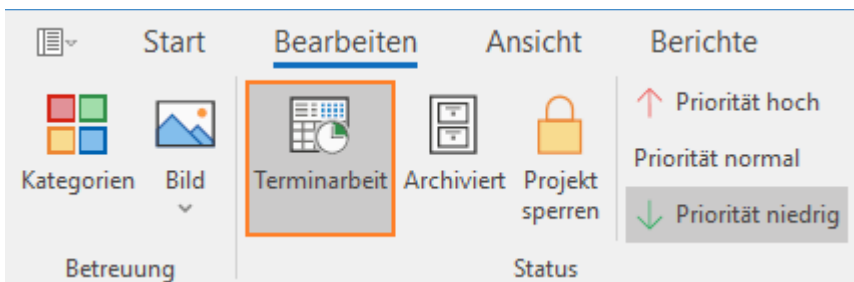 Start Bearbeiten Ansicht Berichte
Kategorien
Bild
Terminarbeit
Archiviert
Projekt
sperren
Priorität hoch
Priorität normal
Priorität niedrig
Betreuung
Status